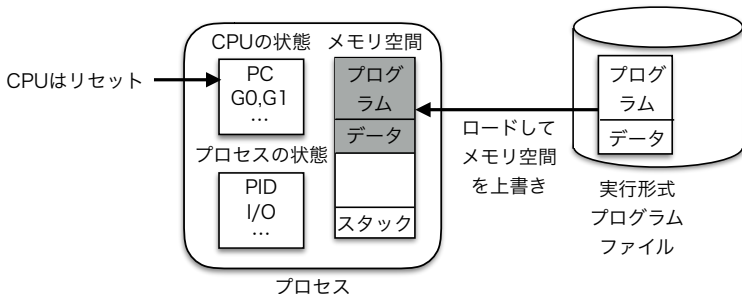 CPUの状態
メモリ空間
CPUはリセット
PC
G0,G1
…
プログ
ラム
データ
スタック
プロセスの状態
PID
I/O
…
プロセス
ロードして
メモリ空間
を上書き
プログ
ラム
データ
実行形式
プログラム
ファイル